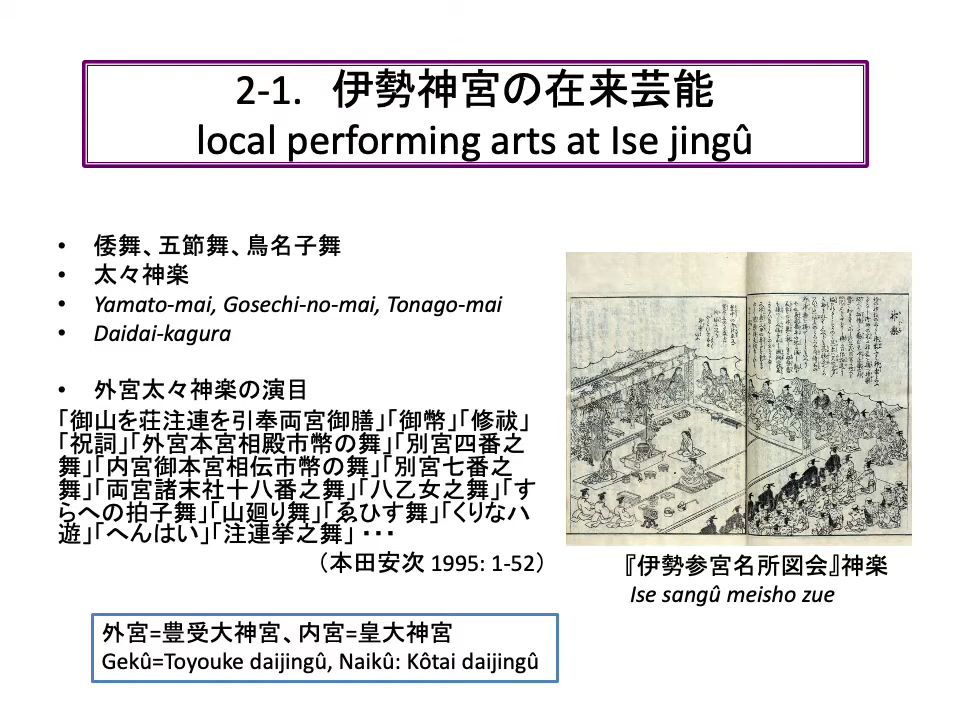 2-1. 伊勢神宮の在来芸能
local performing arts at Ise jingû
• 倭舞、五節舞、鳥名子舞
• 太々神楽
• Yamato-mai, Gosechi-no-mai, Tonago-mai
• Daidai-kagura
• 外宮太々神楽の演目
「御山を荘注連を引奉両宮御膳」「御幣」「修祓」
「祝詞」「外宮本宮相殿市幣の舞」「別宮四番之
舞」「内宮御本宮相伝市幣の舞」「別宮七番之
舞」「両宮諸末社十八番之舞」「八乙女之舞」「す
らへの拍子舞」「山廻り舞」「ゑひす舞」「くりなハ
遊」「へんはい」「注連挙之舞」・・・
（本田安次 1995: 1-52）
神楽
『伊勢参宮名所図会』神楽
Ise sangû meisho zue
外宮=豊受大神宮、内宮=皇大神宮
Gekû=Toyouke daijingû, Naikû: Kôtai daijingû